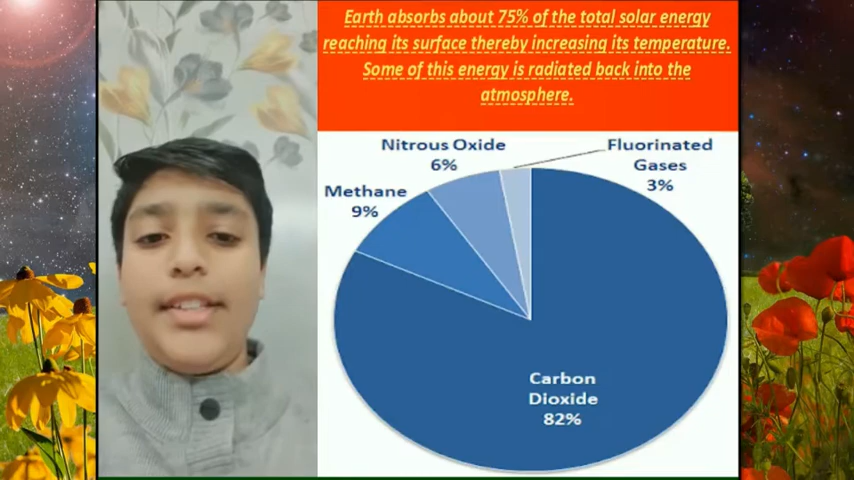 Earth absorbs about 75% of the total solar energy
reaching its surface thereby increasing its temperature.
Some of this energy is radiated back into the
atmosphere.
Nitrous Oxide
6%
Fluorinated
Gases
3%
Methane
9%
Carbon
Dioxide
82%